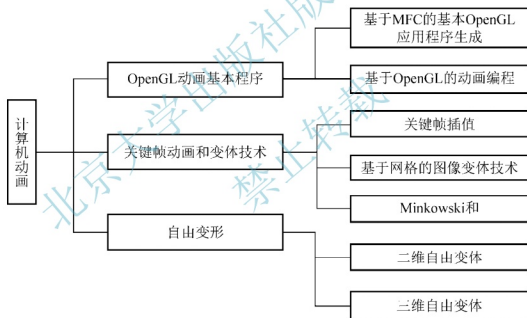 计算机动画
OpenGL动画基本程序
基于MFC的基本OpenGL
应用程序生成
基于OpenGL的动画编程
关键帧动画和变体技术
关键帧插值
基于网格的图像变体技术
Minkowski和
自由变形
二维自由变体
三维自由变体
北京大学出版社版权所有
禁止转载